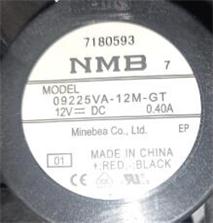 7180593
NMB 7
MODEL
09225VA-12M-GT
12V ⎓ DC 0.40A
Minebea Co., Ltd.
EP
01 MADE IN CHINA
+:RED,-:BLACK